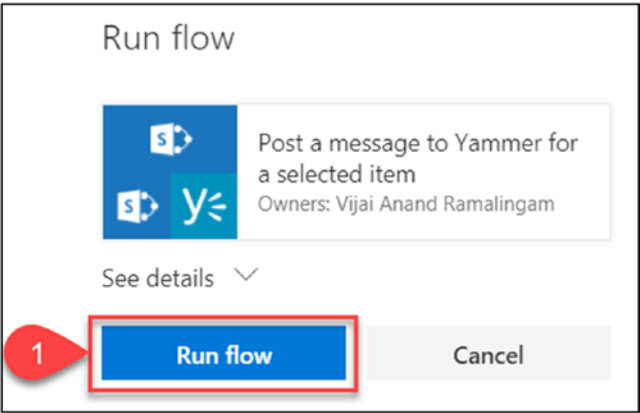 Run flow
Post a message to Yammer for
a selected item
Owners: Vijai Anand Ramalingam
See details
1
Run flow
Cancel